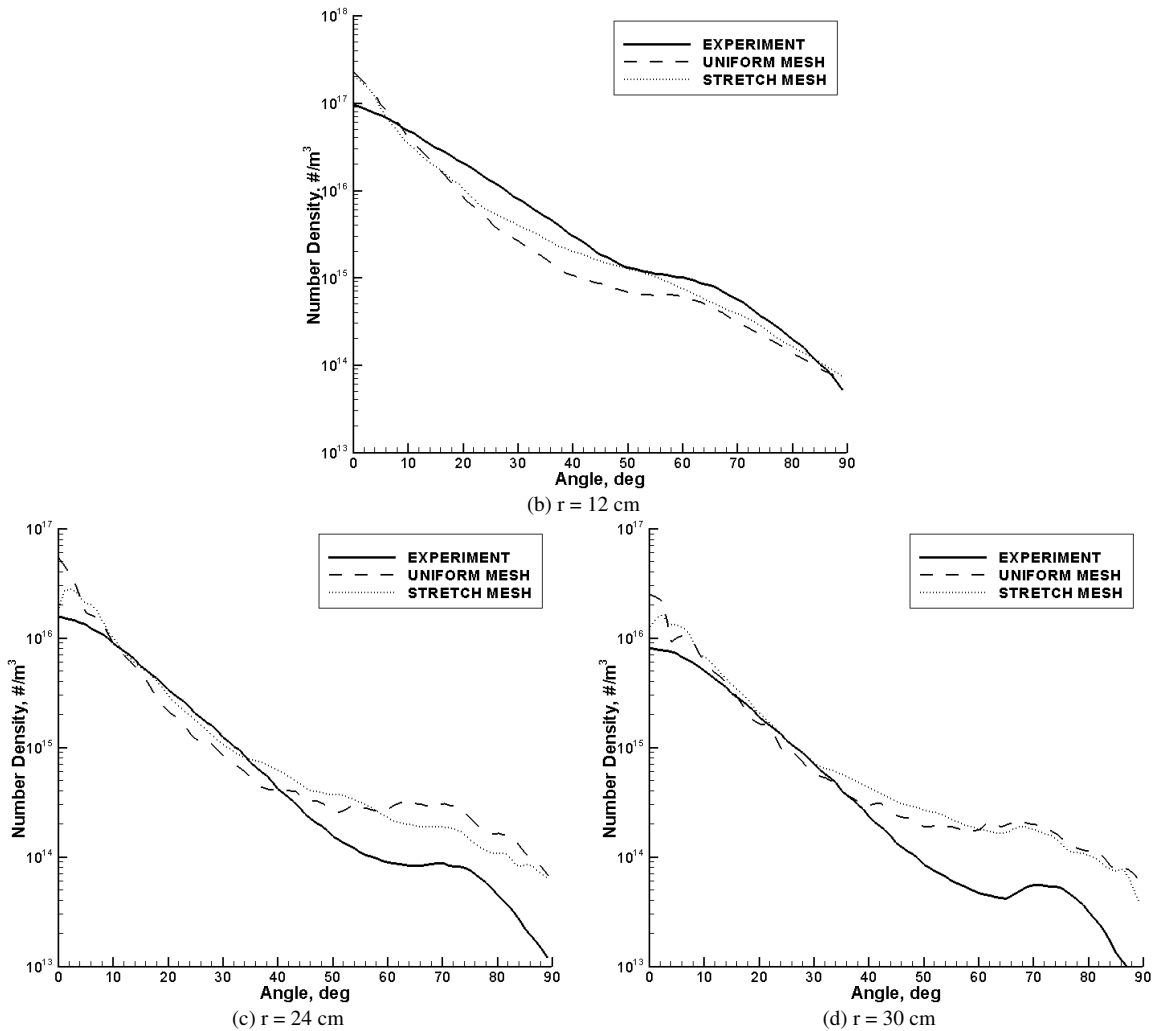 10^18
10^17
10^16
10^15
10^14
10^13
Number Density, #/m^3
EXPERIMENT
UNIFORM MESH
STRETCH MESH
0 10 20 30 40 50 60 70 80 90
Angle, deg
(b) r = 12 cm
10^17
10^16
10^15
10^14
10^13
Number Density, #/m^3
EXPERIMENT
UNIFORM MESH
STRETCH MESH
0 10 20 30 40 50 60 70 80 90
Angle, deg
(c) r = 24 cm
10^17
10^16
10^15
10^14
10^13
Number Density, #/m^3
EXPERIMENT
UNIFORM MESH
STRETCH MESH
0 10 20 30 40 50 60 70 80 90
Angle, deg
(d) r = 30 cm